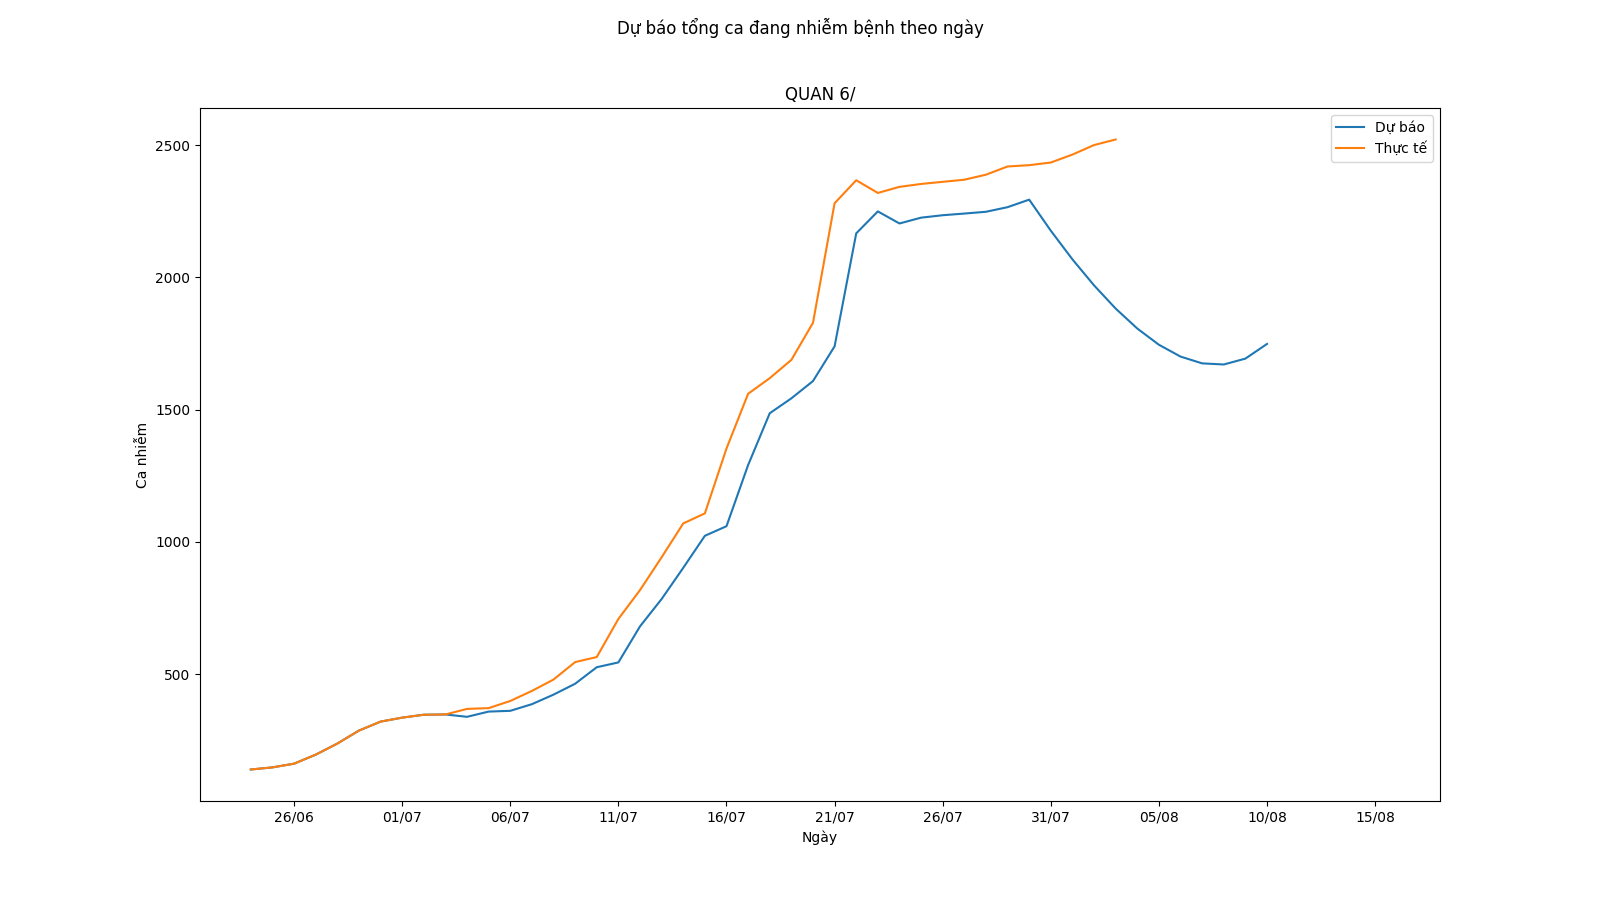 Dự báo tổng ca đang nhiễm bệnh theo ngày
QUAN 6/
Dự báo
Thực tế
2500
2000
1500
1000
500
Ca nhiễm
26/06
01/07
06/07
11/07
16/07
21/07
26/07
31/07
05/08
10/08
15/08
Ngày